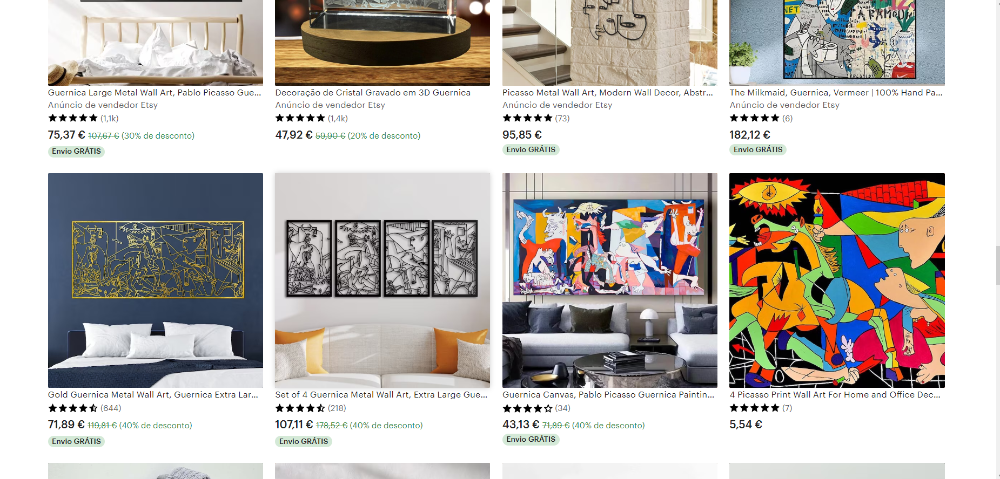 NET
RUN
PARAMOUR
Guernica Large Metal Wall Art, Pablo Picasso Gue...
Anúncio de vendedor Etsy
(1,1k)
75,37 € 107,67 € (30% de desconto)
Envio GRÁTIS
Decoração de Cristal Gravado em 3D Guernica
Anúncio de vendedor Etsy
(1,4k)
47,92 € 59,90 € (20% de desconto)
Picasso Metal Wall Art, Modern Wall Decor, Abstr...
Anúncio de vendedor Etsy
(73)
95,85 €
Envio GRÁTIS
The Milkmaid, Guernica, Vermeer | 100% Hand Pa...
Anúncio de vendedor Etsy
(6)
182,12 €
Envio GRÁTIS
Gold Guernica Metal Wall Art, Guernica Extra Lar...
(644)
71,89 € 119,81 € (40% de desconto)
Envio GRÁTIS
Set of 4 Guernica Metal Wall Art, Extra Large Gue...
(218)
107,11 € 178,52 € (40% de desconto)
Envio GRÁTIS
Guernica Canvas, Pablo Picasso Guernica Paintin...
(34)
43,13 € 71,89 € (40% de desconto)
Envio GRÁTIS
4 Picasso Print Wall Art For Home and Office Dec...
(7)
5,54 €